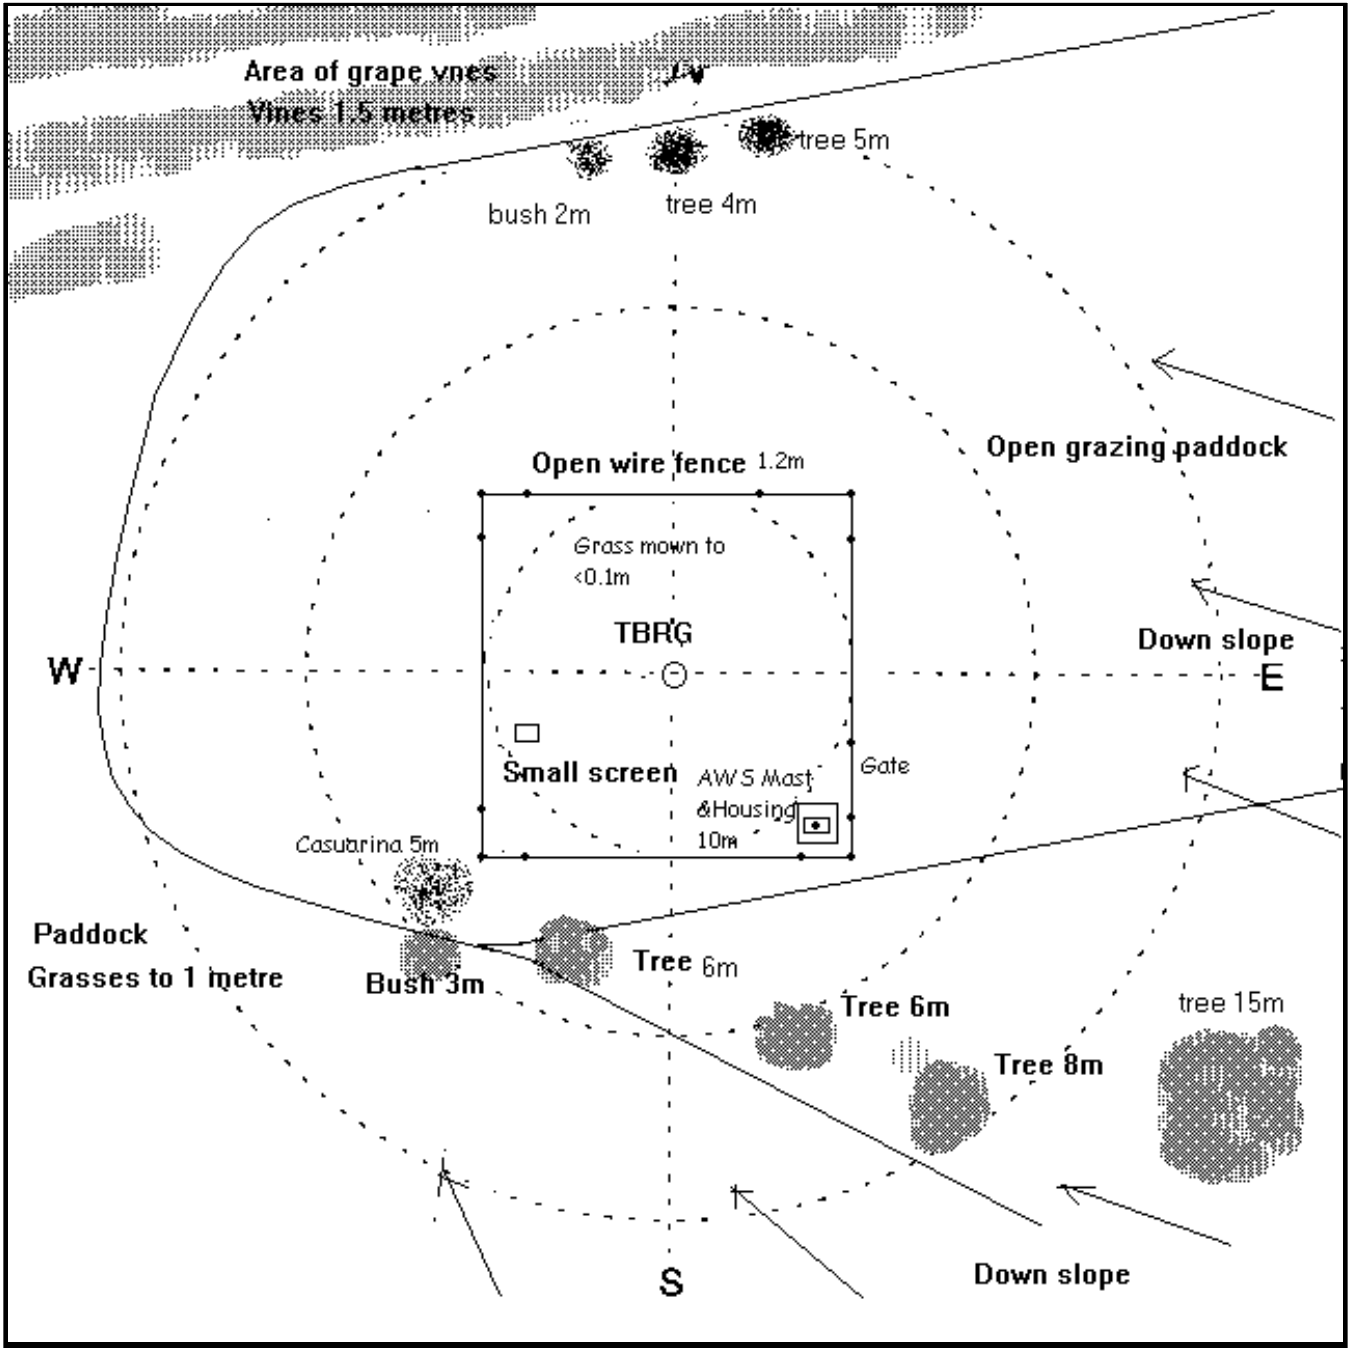 Area of grape vnes
Vines 1.5 metres
N
tree 5m
bush 2m
tree 4m
Open grazing paddock
Open wire fence 1.2m
Grass mown to
<0.1m
TBRG
Down slope
W
E
Small screen
AWS Mast
&Housing
10m
Gate
Casuarina 5m
Paddock
Grasses to 1 metre
Bush 3m
Tree 6m
Tree 6m
tree 15m
Tree 8m
Down slope
S